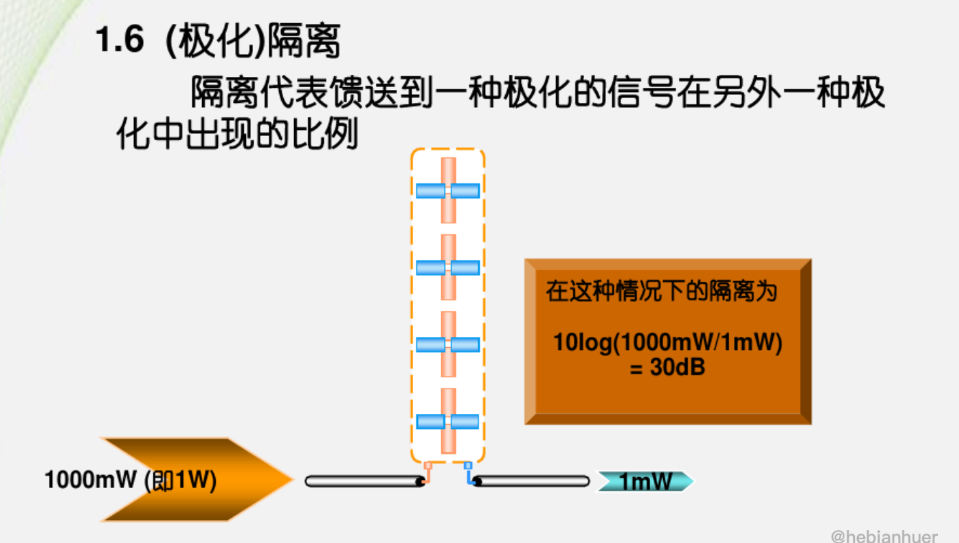 1.6 (极化)隔离
隔离代表馈送到一种极化的信号在另外一种极
化中出现的比例
在这种情况下的隔离为
10log(1000mW/1mW)
= 30dB
1000mW (即1W)
1mW
@hebianhuer